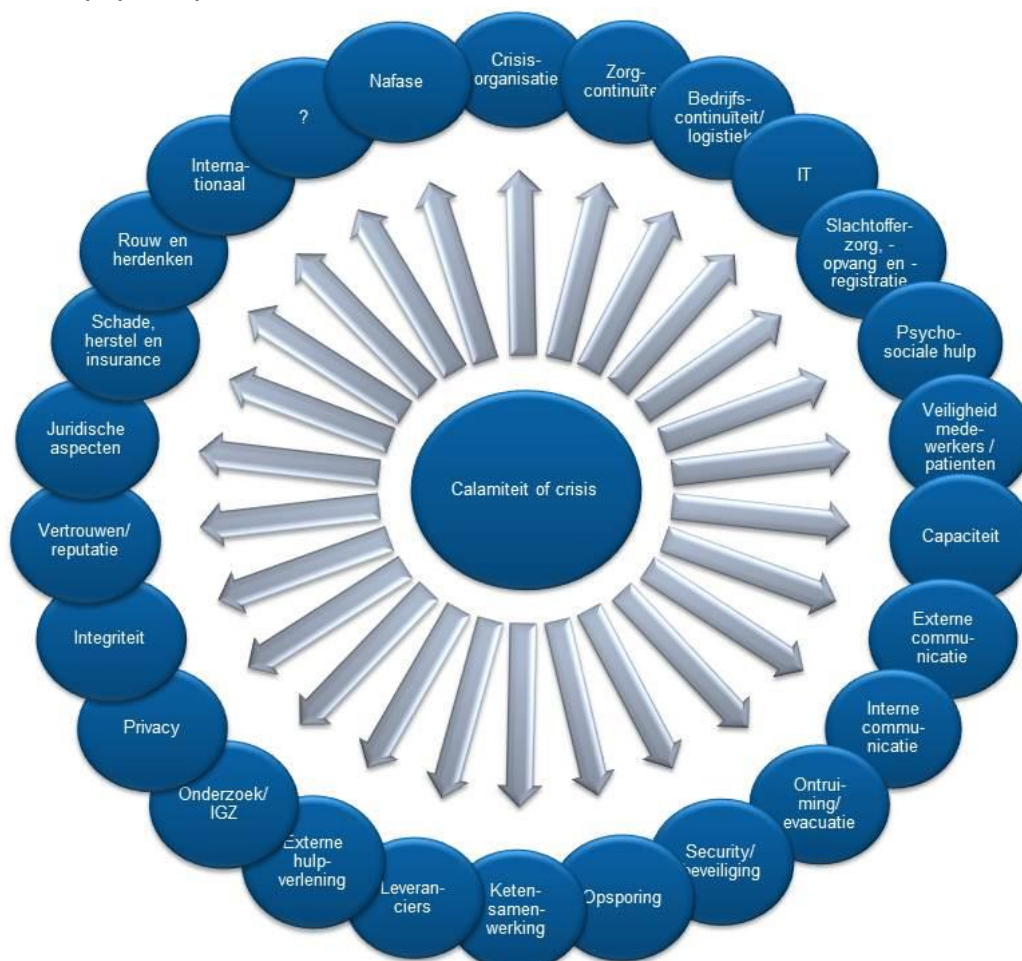 Crisis-
organisatie
Zorg-
continuïte
Bedrijfs-
continuïteit/
logistiek
IT
Slachtoffer-
zorg, -
opvang en -
registratie
Psycho-
sociale hulp
Veiligheid
mede-
werkers /
patienten
Capaciteit
Externe
commu-
nicatie
Interne
commu-
nicatie
Ontrui-
ming/
evacuatie
Security/
beveiliging
Opsporing
Keten-
samen-
werking
Leveran-
ciers
Externe
hulp-
verlening
Onderzoek/
IGZ
Privacy
Integriteit
Vertrouwen/
reputatie
Juridische
aspecten
Schade,
herstel en
insurance
Rouw en
herdenken
Interna-
tionaal
?
Nafase
Calamiteit of crisis